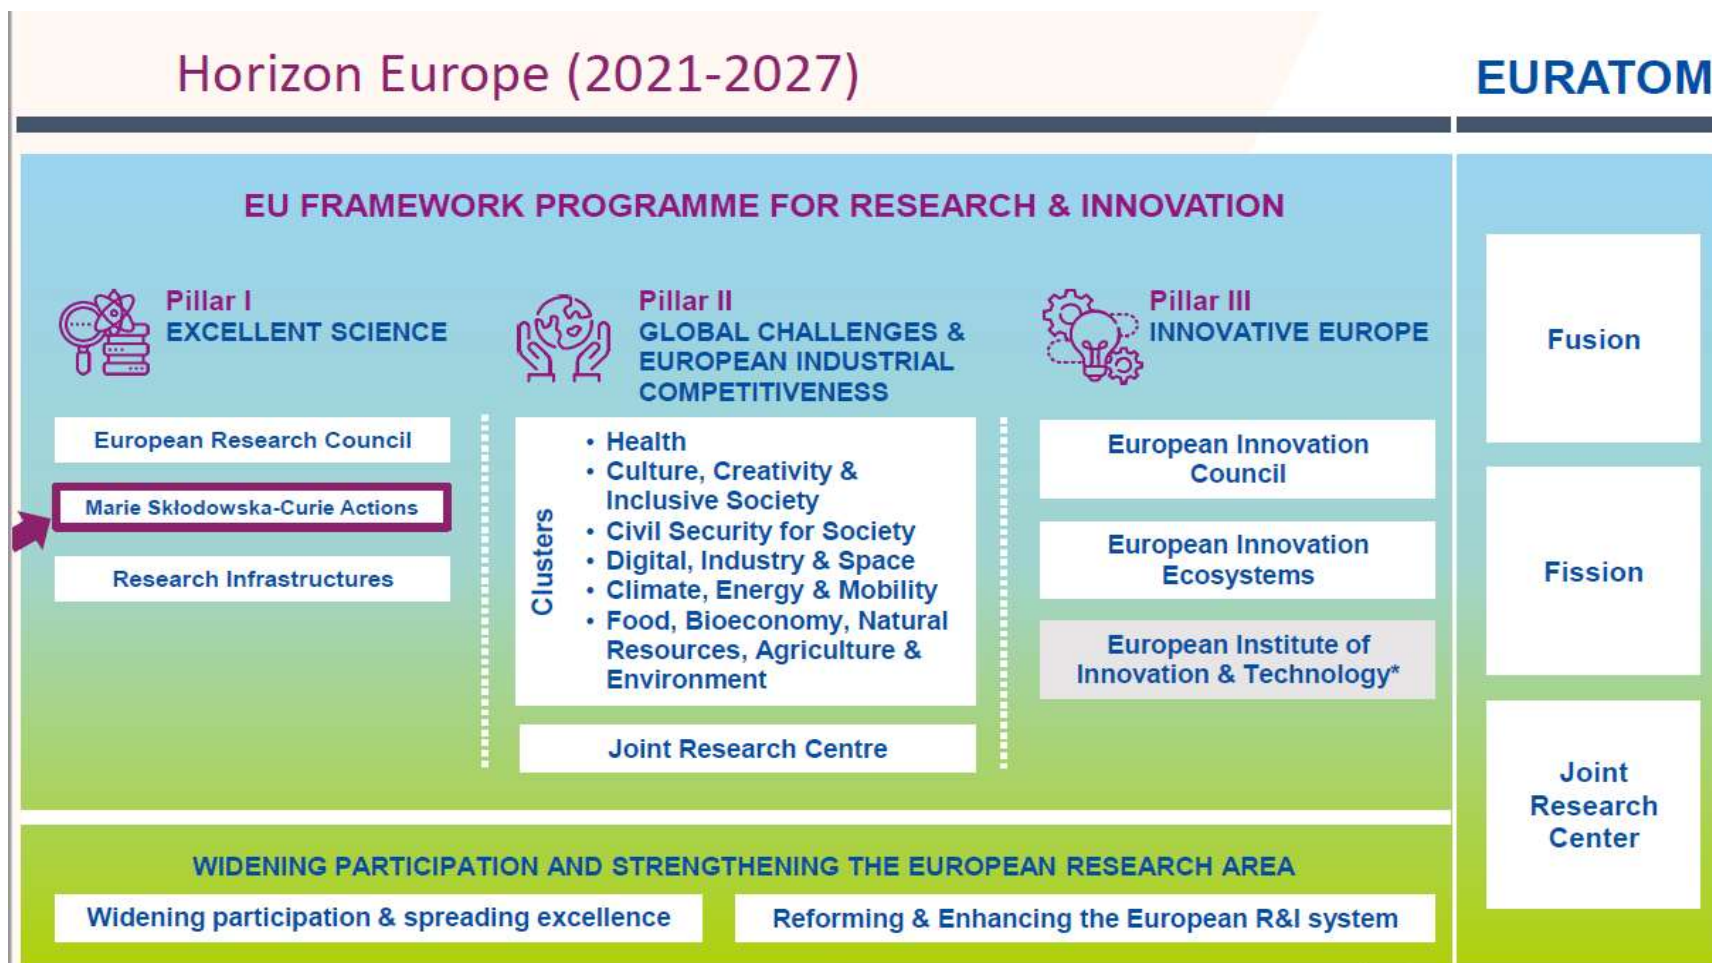 Horizon Europe (2021-2027)
EURATOM
EU FRAMEWORK PROGRAMME FOR RESEARCH & INNOVATION
Pillar I
EXCELLENT SCIENCE
European Research Council
Marie Skłodowska-Curie Actions
Research Infrastructures
Pillar II
GLOBAL CHALLENGES &
EUROPEAN INDUSTRIAL
COMPETITIVENESS
Clusters
• Health
• Culture, Creativity &
Inclusive Society
• Civil Security for Society
• Digital, Industry & Space
• Climate, Energy & Mobility
• Food, Bioeconomy, Natural
Resources, Agriculture &
Environment
Joint Research Centre
Pillar III
INNOVATIVE EUROPE
European Innovation
Council
European Innovation
Ecosystems
European Institute of
Innovation & Technology*
WIDENING PARTICIPATION AND STRENGTHENING THE EUROPEAN RESEARCH AREA
Widening participation & spreading excellence
Reforming & Enhancing the European R&I system
Fusion
Fission
Joint
Research
Center